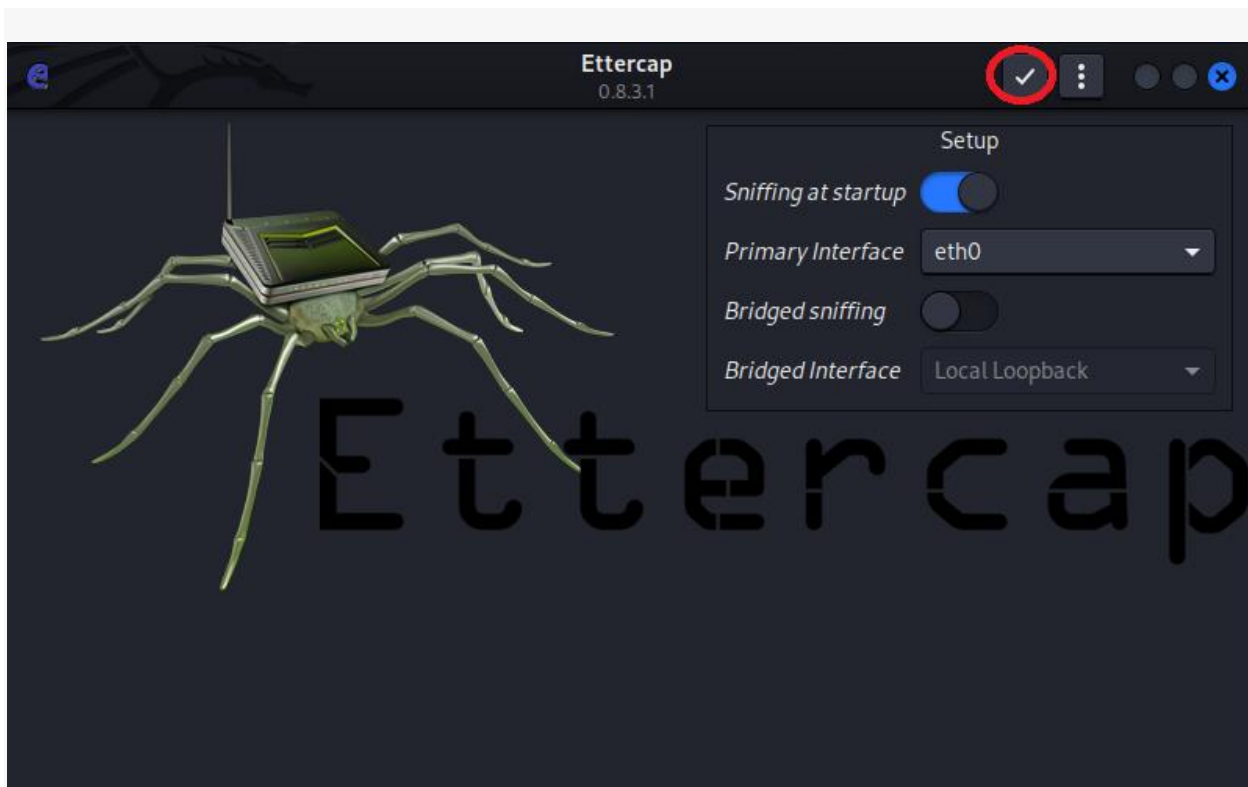 Ettercap
0.8.3.1
Setup
Sniffing at startup
Primary Interface eth0
Bridged sniffing
Bridged Interface Local Loopback
Ettercap